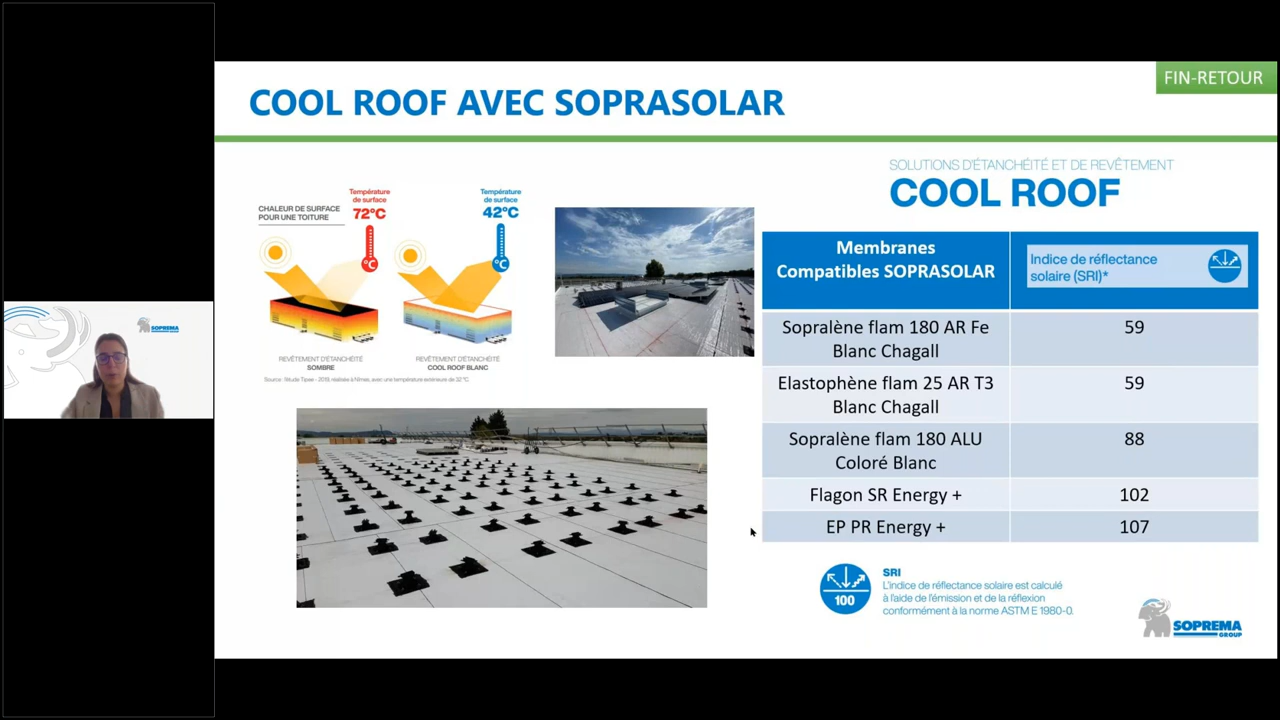 FIN-RETOUR
COOL ROOF AVEC SOPRASOLAR
SOLUTIONS D'ÉTANCHÉITÉ ET DE REVÊTEMENT
COOL ROOF
CHALEUR DE SURFACE
POUR UNE TOITURE
Température
de surface
72°C
°C
Température
de surface
42°C
°C
REVÊTEMENT D'ÉTANCHÉITÉ
SOMBRE
REVÊTEMENT D'ÉTANCHÉITÉ
COOL ROOF BLANC
Source : Etude Tipee - 2019, réalisée à Nîmes, avec une température extérieure de 32 °C
Membranes
Compatibles SOPRASOLAR
Indice de réflectance
solaire (SRI)*
Sopralène flam 180 AR Fe
Blanc Chagall
59
Elastophène flam 25 AR T3
Blanc Chagall
59
Sopralène flam 180 ALU
Coloré Blanc
88
Flagon SR Energy +
102
EP PR Energy +
107
100
SRI
L'indice de réflectance solaire est calculé
à l'aide de l'émission et de la réflexion
conformément à la norme ASTM E 1980-0.
SOPREMA
GROUP
SOPREMA